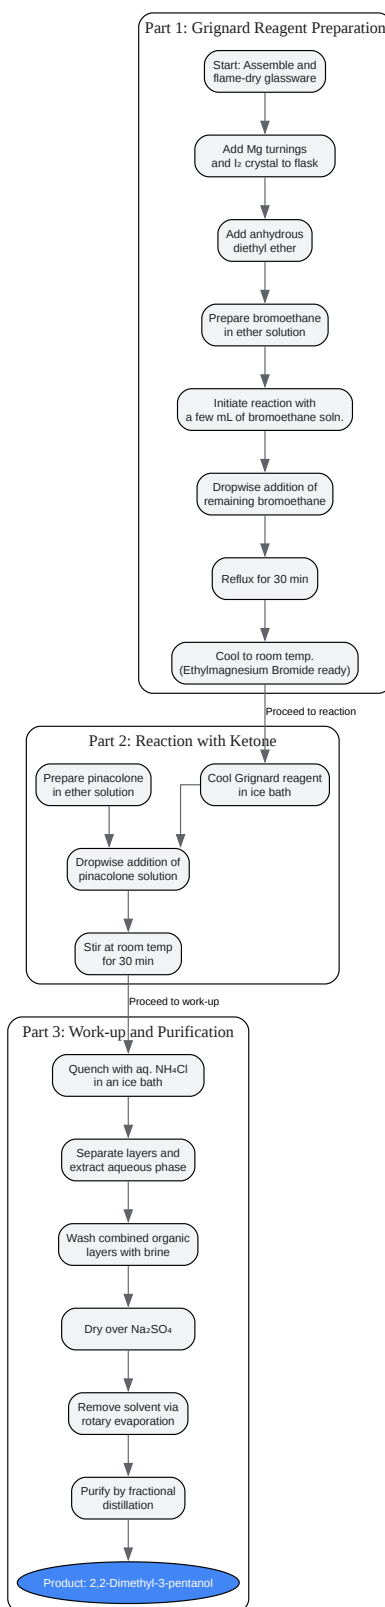 Part 1: Grignard Reagent Preparation
Start: Assemble and
flame-dry glassware
Add Mg turnings
and I₂ crystal to flask
Add anhydrous
diethyl ether
Prepare bromoethane
in ether solution
Initiate reaction with
a few mL of bromoethane soln.
Dropwise addition of
remaining bromoethane
Reflux for 30 min
Cool to room temp.
(Ethylmagnesium Bromide ready)
Proceed to reaction
Part 2: Reaction with Ketone
Prepare pinacolone
in ether solution
Cool Grignard reagent
in ice bath
Dropwise addition of
pinacolone solution
Stir at room temp
for 30 min
Proceed to work-up
Part 3: Work-up and Purification
Quench with aq. NH₄Cl
in an ice bath
Separate layers and
extract aqueous phase
Wash combined organic
layers with brine
Dry over Na₂SO₄
Remove solvent via
rotary evaporation
Purify by fractional
distillation
Product: 2,2-Dimethyl-3-pentanol